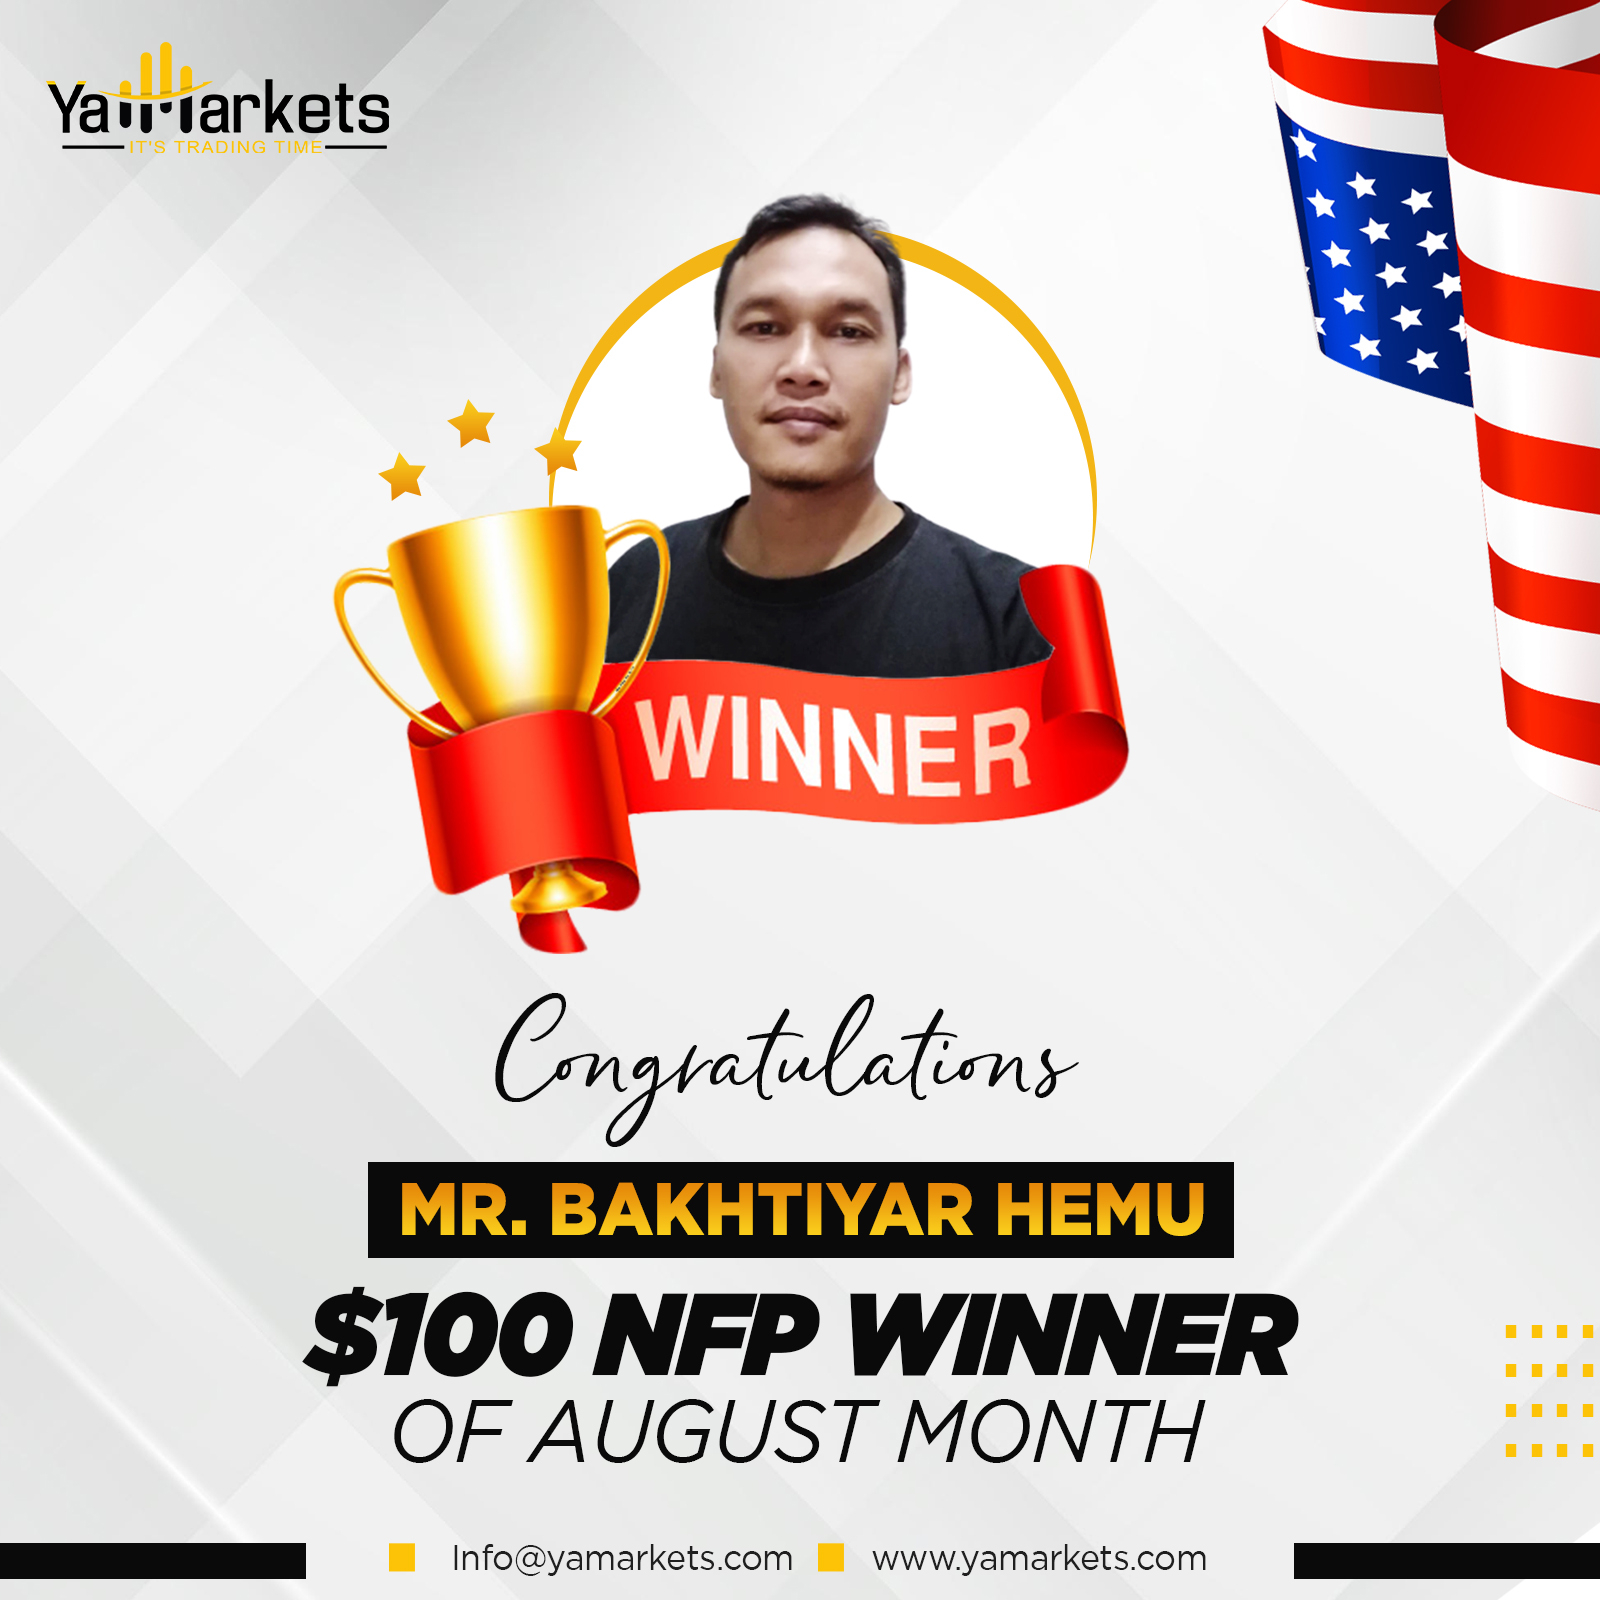 YaMarkets
IT'S TRADING TIME
WINNER
Congratulations
MR. BAKHTIYAR HEMU
$100 NFP WINNER
OF AUGUST MONTH
Info@yamarkets.com
www.yamarkets.com